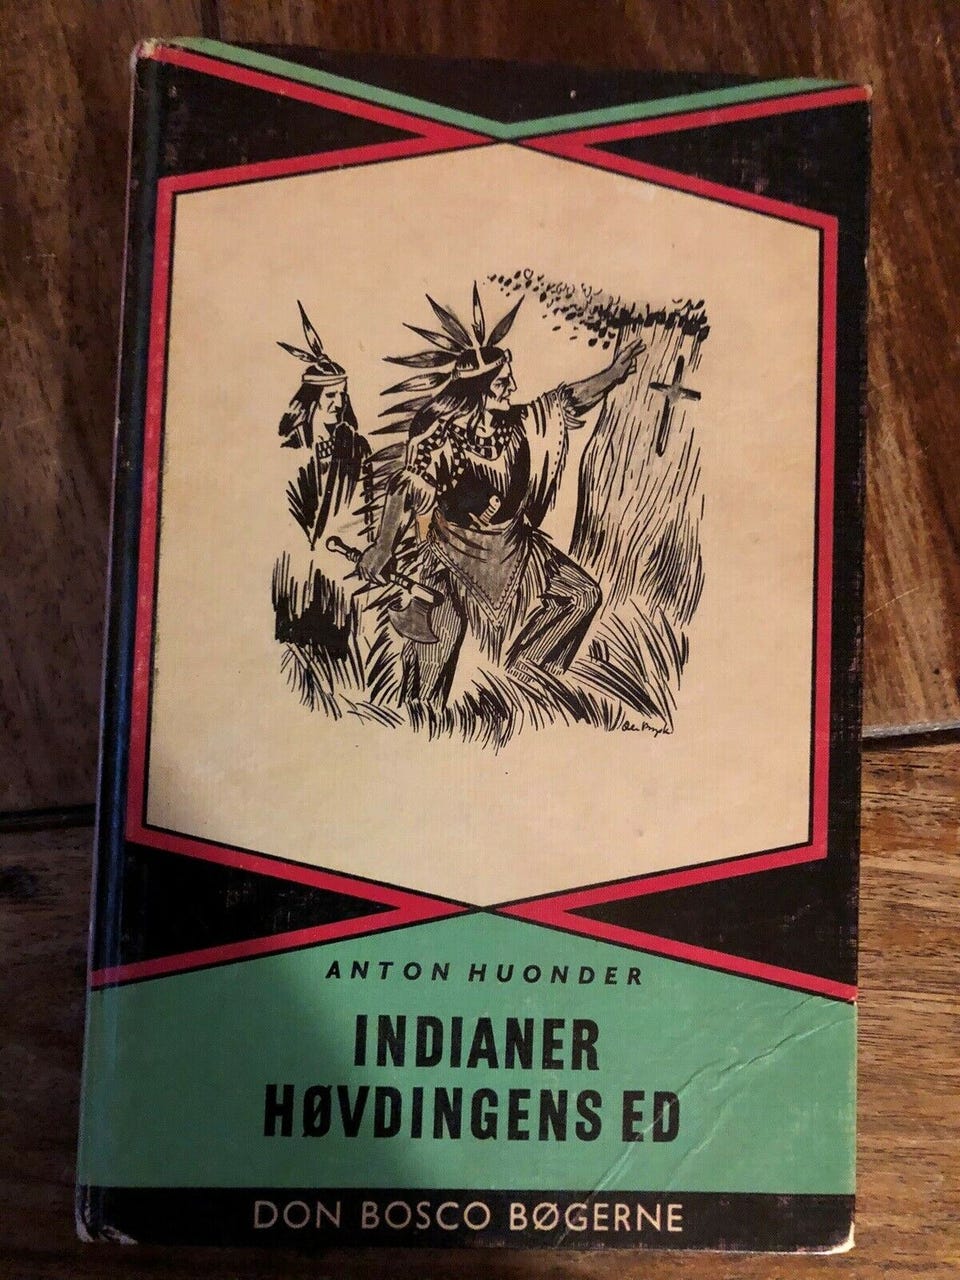 ANTON HUONDER
INDIANER
HØVDINGENS ED
DON BOSCO BØGERNE